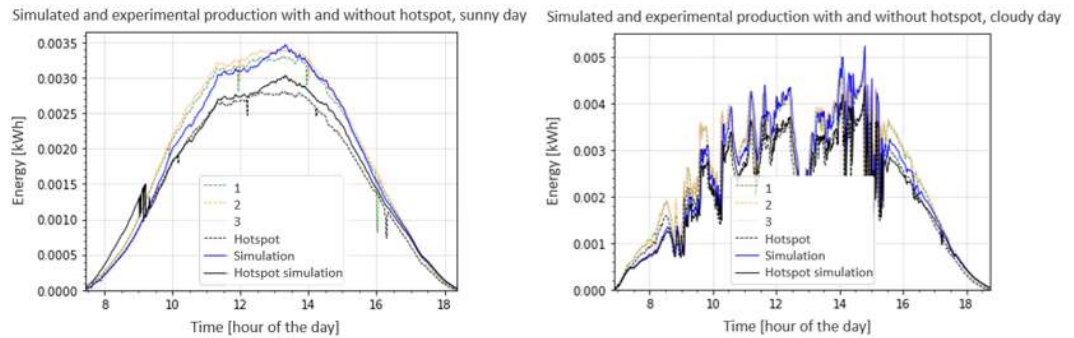 Simulated and experimental production with and without hotspot, sunny day
0.0035
0.0030
0.0025
0.0020
0.0015
0.0010
0.0005
0.0000
Energy [kWh]
1
2
3
Hotspot
Simulation
Hotspot simulation
8 10 12 14 16 18
Time [hour of the day]
Simulated and experimental production with and without hotspot, cloudy day
0.005
0.004
0.003
0.002
0.001
0.000
Energy [kWh]
1
2
3
Hotspot
Simulation
Hotspot simulation
8 10 12 14 16 18
Time [hour of the day]